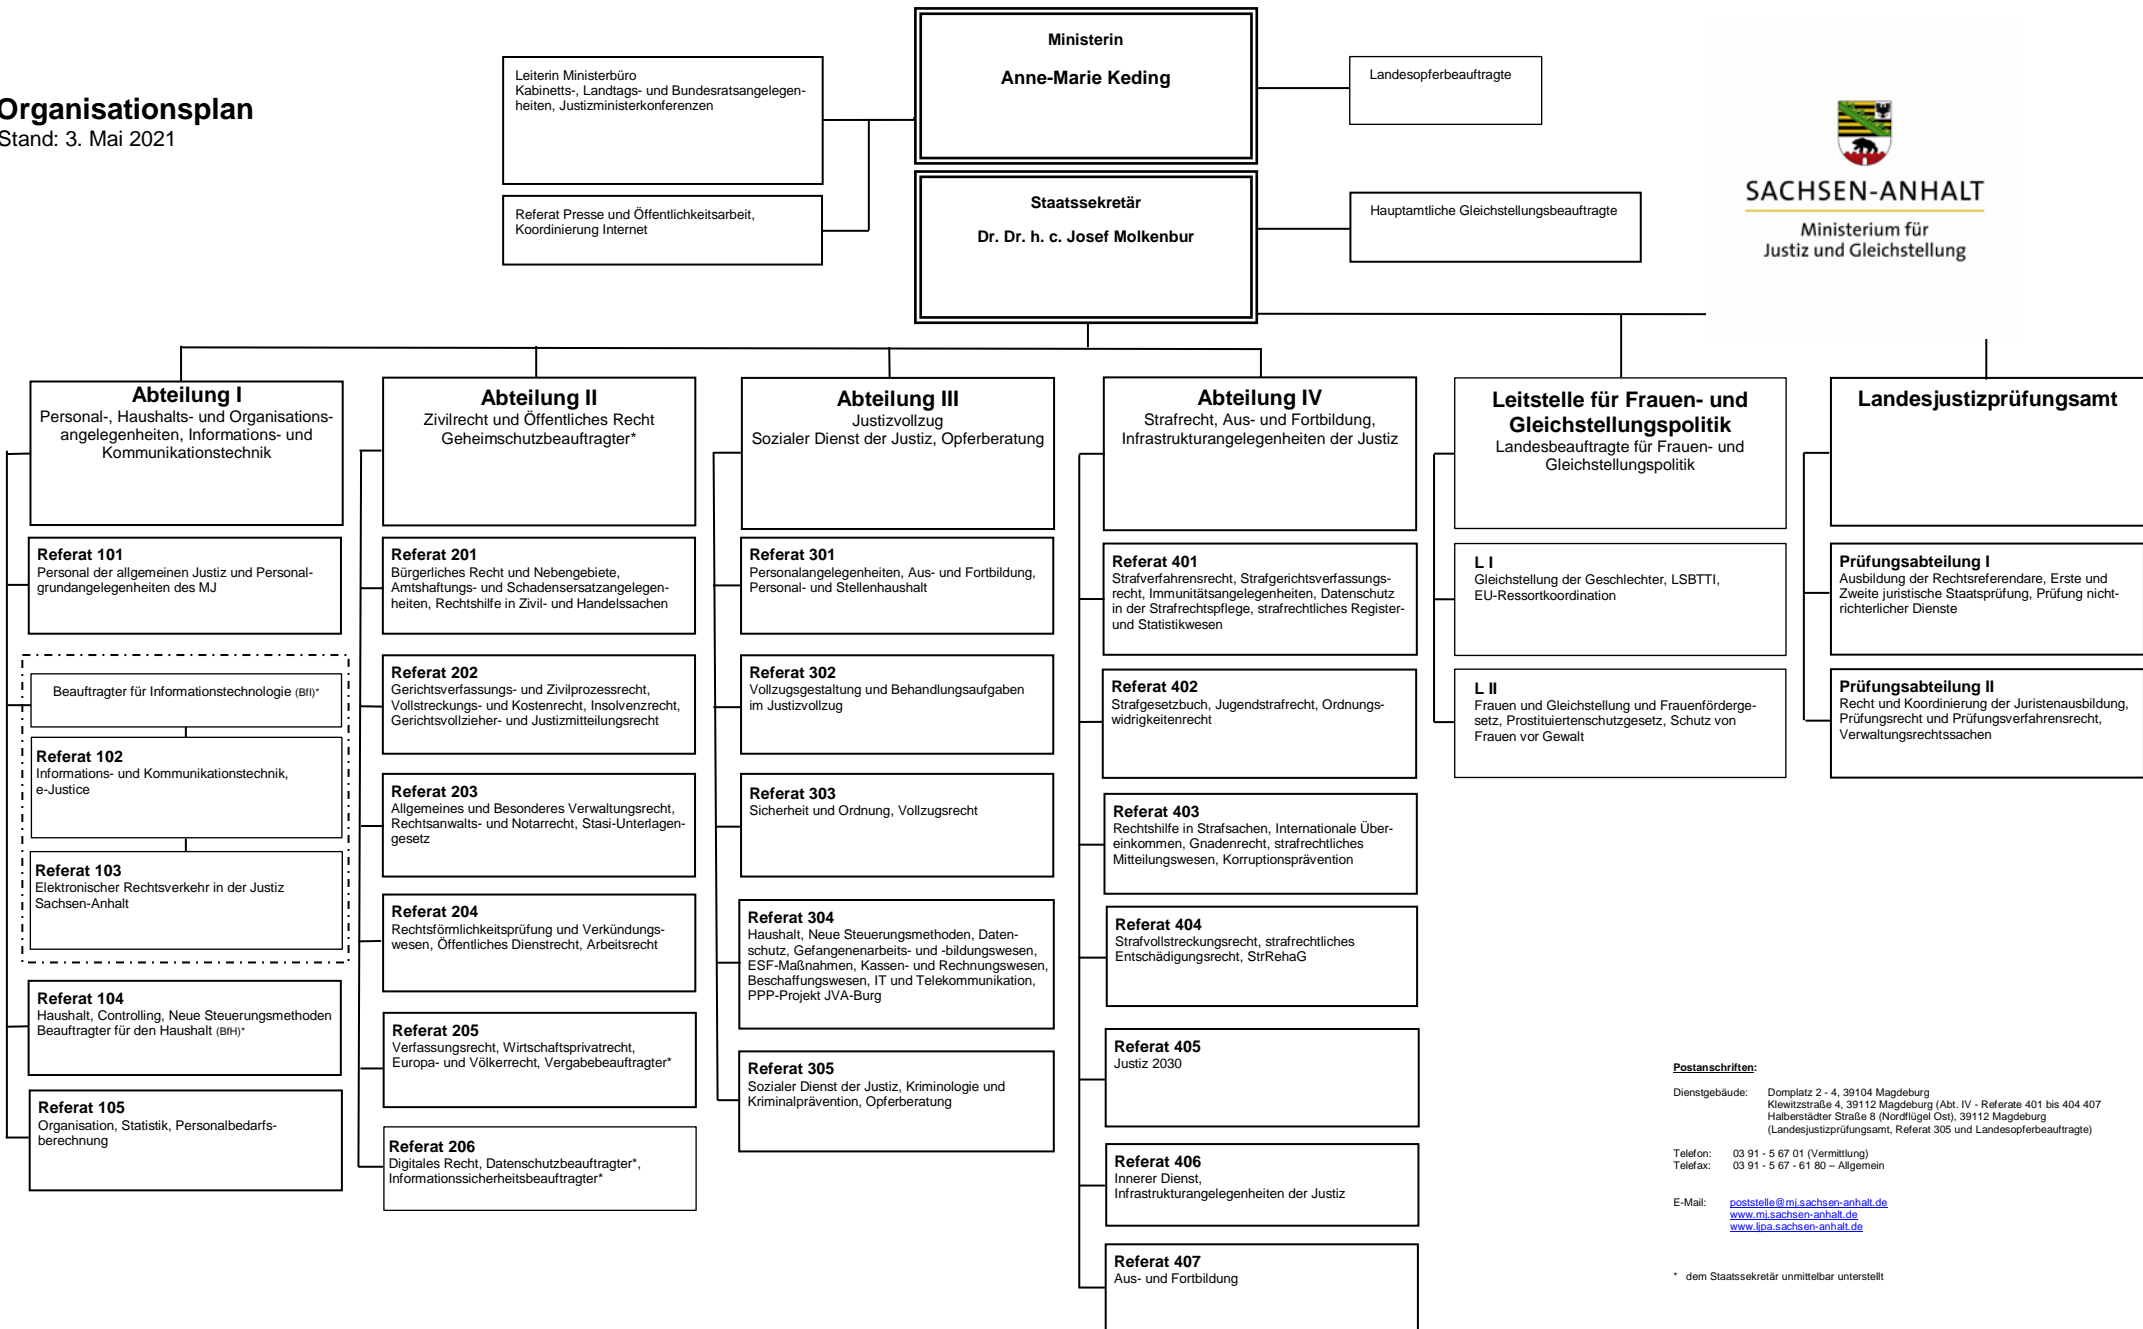 Organisationsplan
Stand: 3. Mai 2021
Leiterin Ministerbüro
Kabinetts-, Landtags- und Bundesratsangelegen-
heiten, Justizministerkonferenzen
Referat Presse und Öffentlichkeitsarbeit,
Koordinierung Internet
Ministerin
Anne-Marie Keding
Staatssekretär
Dr. Dr. h. c. Josef Molkenbur
Landesopferbeauftragte
Hauptamtliche Gleichstellungsbeauftragte
SACHSEN-ANHALT
Ministerium für
Justiz und Gleichstellung
Abteilung I
Personal-, Haushalts- und Organisations-
angelegenheiten, Informations- und
Kommunikationstechnik
Referat 101
Personal der allgemeinen Justiz und Personal-
grundangelegenheiten des MJ
Beauftragter für Informationstechnologie (BfI)*
Referat 102
Informations- und Kommunikationstechnik,
e-Justice
Referat 103
Elektronischer Rechtsverkehr in der Justiz
Sachsen-Anhalt
Referat 104
Haushalt, Controlling, Neue Steuerungsmethoden
Beauftragter für den Haushalt (BfH)*
Referat 105
Organisation, Statistik, Personalbedarfs-
berechnung
Abteilung II
Zivilrecht und Öffentliches Recht
Geheimschutzbeauftragter*
Referat 201
Bürgerliches Recht und Nebengebiete,
Amtshaftungs- und Schadensersatzangelegen-
heiten, Rechtshilfe in Zivil- und Handelssachen
Referat 202
Gerichtsverfassungs- und Zivilprozessrecht,
Vollstreckungs- und Kostenrecht, Insolvenzrecht,
Gerichtsvollzieher- und Justizmitteilungsrecht
Referat 203
Allgemeines und Besonderes Verwaltungsrecht,
Rechtsanwalts- und Notarrecht, Stasi-Unterlagen-
gesetz
Referat 204
Rechtsförmlichkeitsprüfung und Verkündungs-
wesen, Öffentliches Dienstrecht, Arbeitsrecht
Referat 205
Verfassungsrecht, Wirtschaftsprivatrecht,
Europa- und Völkerrecht, Vergabebeauftragter*
Referat 206
Digitales Recht, Datenschutzbeauftragter*,
Informationssicherheitsbeauftragter*
Abteilung III
Justizvollzug
Sozialer Dienst der Justiz, Opferberatung
Referat 301
Personalangelegenheiten, Aus- und Fortbildung,
Personal- und Stellenhaushalt
Referat 302
Vollzugsgestaltung und Behandlungsaufgaben
im Justizvollzug
Referat 303
Sicherheit und Ordnung, Vollzugsrecht
Referat 304
Haushalt, Neue Steuerungsmethoden, Daten-
schutz, Gefangenenarbeits- und -bildungswesen,
ESF-Maßnahmen, Kassen- und Rechnungswesen,
Beschaffungswesen, IT und Telekommunikation,
PPP-Projekt JVA-Burg
Referat 305
Sozialer Dienst der Justiz, Kriminologie und
Kriminalprävention, Opferberatung
Abteilung IV
Strafrecht, Aus- und Fortbildung,
Infrastrukturangelegenheiten der Justiz
Referat 401
Strafverfahrensrecht, Strafgerichtsverfassungs-
recht, Immunitätsangelegenheiten, Datenschutz
in der Strafrechtspflege, strafrechtliches Register-
und Statistikwesen
Referat 402
Strafgesetzbuch, Jugendstrafrecht, Ordnungs-
widrigkeitenrecht
Referat 403
Rechtshilfe in Strafsachen, Internationale Über-
einkommen, Gnadenrecht, strafrechtliches
Mitteilungswesen, Korruptionsprävention
Referat 404
Strafvollstreckungsrecht, strafrechtliches
Entschädigungsrecht, StrRehaG
Referat 405
Justiz 2030
Referat 406
Innerer Dienst,
Infrastrukturangelegenheiten der Justiz
Referat 407
Aus- und Fortbildung
Leitstelle für Frauen- und
Gleichstellungspolitik
Landesbeauftragte für Frauen- und
Gleichstellungspolitik
L I
Gleichstellung der Geschlechter, LSBTTI,
EU-Ressortkoordination
L II
Frauen und Gleichstellung und Frauenförderge-
setz, Prostituiertenschutzgesetz, Schutz von
Frauen vor Gewalt
Landesjustizprüfungsamt
Prüfungsabteilung I
Ausbildung der Rechtsreferendare, Erste und
Zweite juristische Staatsprüfung, Prüfung nicht-
richterlicher Dienste
Prüfungsabteilung II
Recht und Koordinierung der Juristenausbildung,
Prüfungsrecht und Prüfungsverfahrensrecht,
Verwaltungsrechtssachen
Postanschriften:
Dienstgebäude: Domplatz 2 - 4, 39104 Magdeburg
Klewitzstraße 4, 39112 Magdeburg (Abt. IV - Referate 401 bis 404 407
Halberstädter Straße 8 (Nordflügel Ost), 39112 Magdeburg
(Landesjustizprüfungsamt, Referat 305 und Landesopferbeauftragte)
Telefon: 03 91 - 5 67 01 (Vermittlung)
Telefax: 03 91 - 5 67 - 61 80 – Allgemein
E-Mail: poststelle@mj.sachsen-anhalt.de
www.mj.sachsen-anhalt.de
www.ljpa.sachsen-anhalt.de
* dem Staatssekretär unmittelbar unterstellt